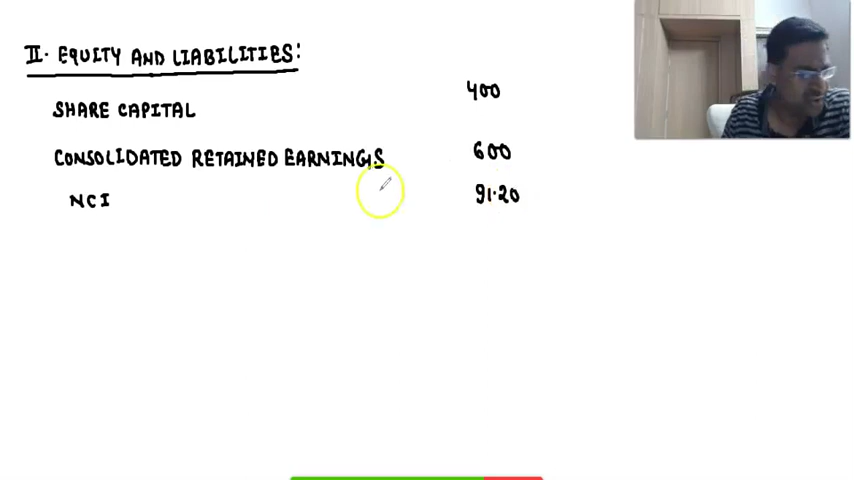 II. EQUITY AND LIABILITIES:
SHARE CAPITAL 400
CONSOLIDATED RETAINED EARNINGS 600
NCI 91.20